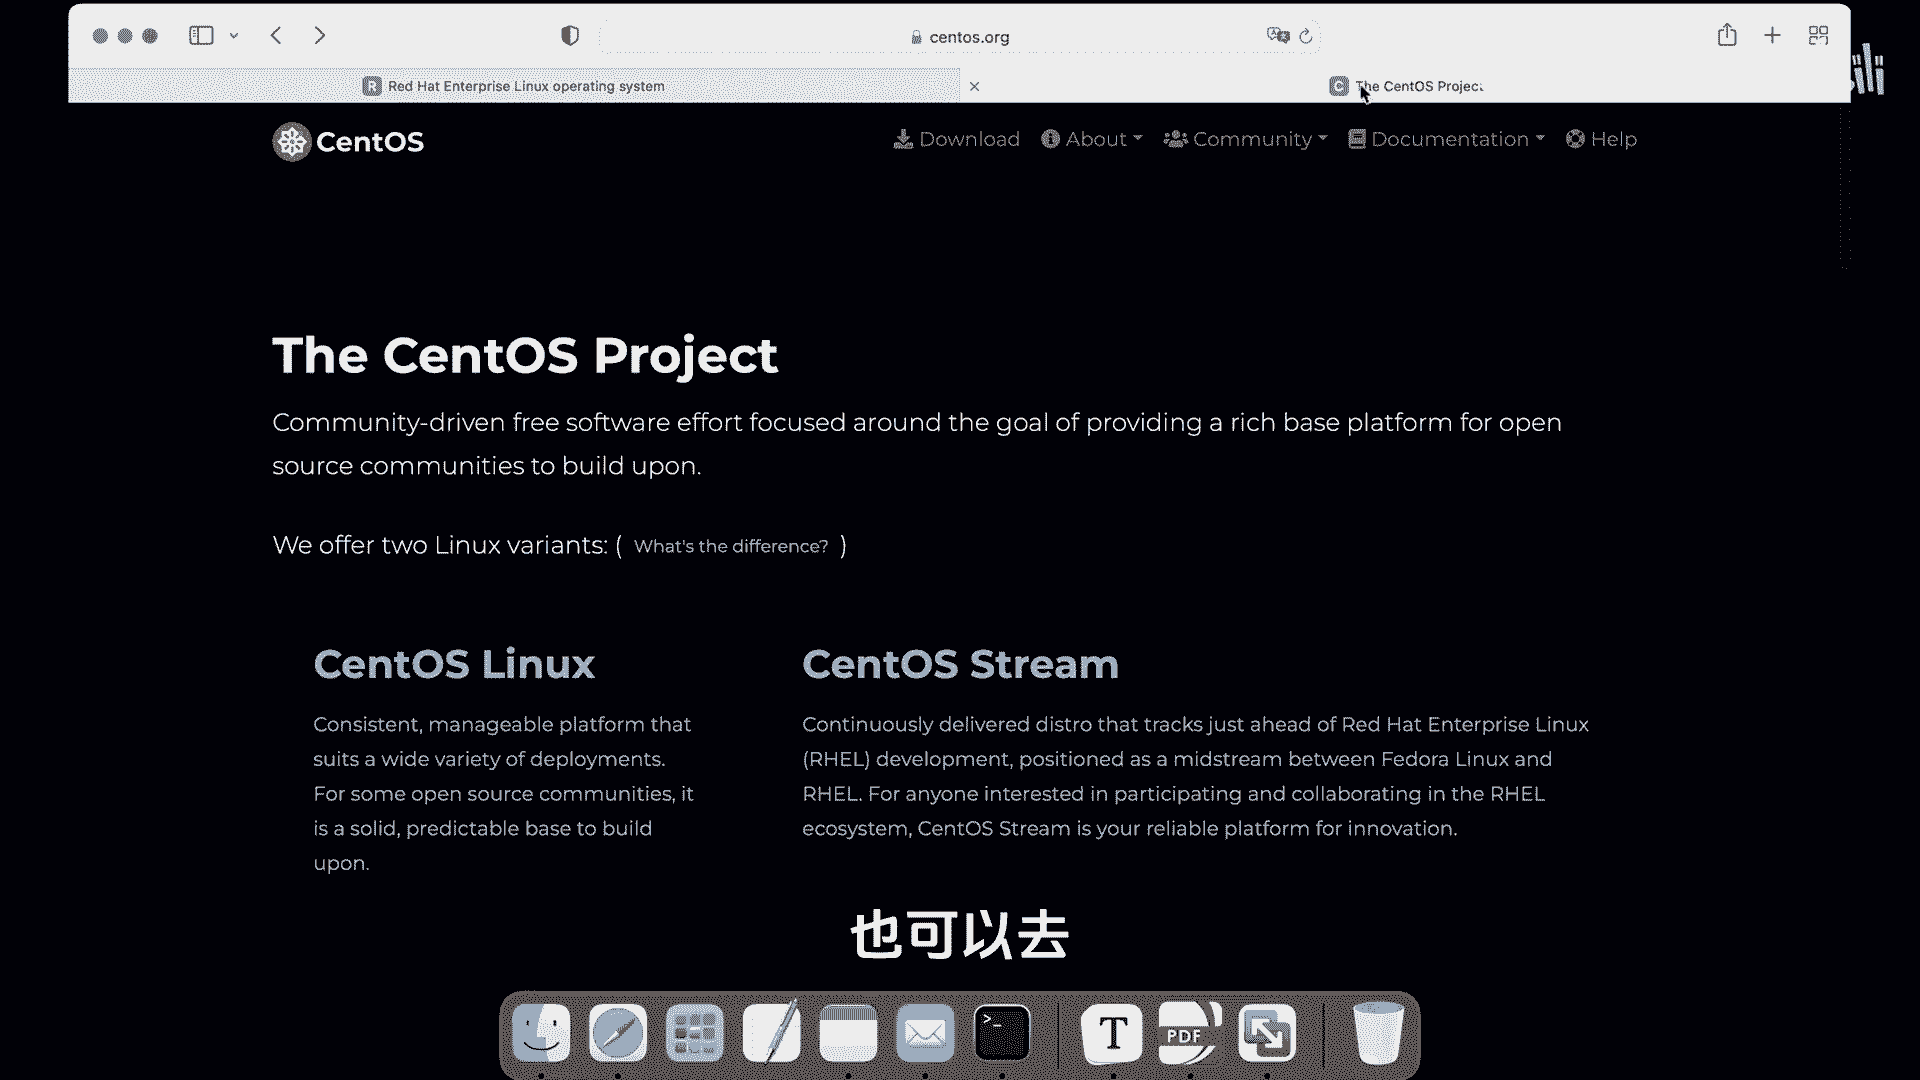 centos.org
Red Hat Enterprise Linux operating system
The CentOS Project
CentOS
Download
About
Community
Documentation
Help
The CentOS Project
Community-driven free software effort focused around the goal of providing a rich base platform for open
source communities to build upon.
We offer two Linux variants: ( What's the difference? )
CentOS Linux
Consistent, manageable platform that
suits a wide variety of deployments.
For some open source communities, it
is a solid, predictable base to build
upon.
CentOS Stream
Continuously delivered distro that tracks just ahead of Red Hat Enterprise Linux
(RHEL) development, positioned as a midstream between Fedora Linux and
RHEL. For anyone interested in participating and collaborating in the RHEL
ecosystem, CentOS Stream is your reliable platform for innovation.
也可以去
T
PDF